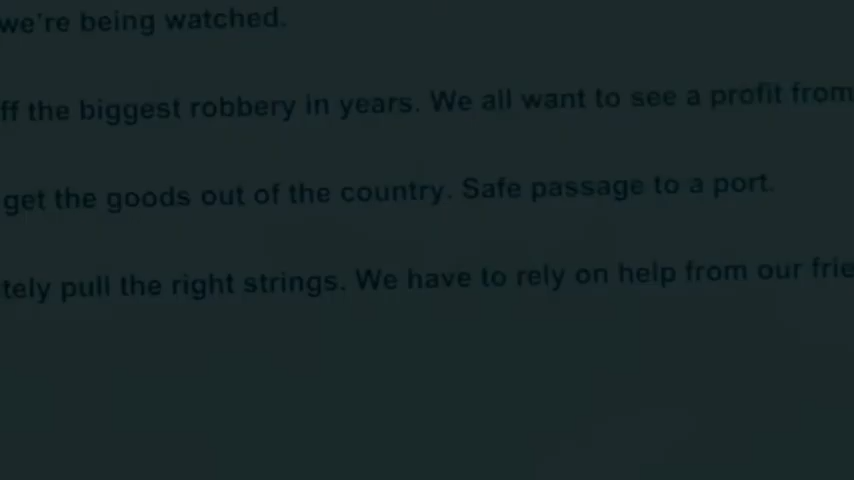 we're being watched.
ff the biggest robbery in years. We all want to see a profit from
get the goods out of the country. Safe passage to a port.
tely pull the right strings. We have to rely on help from our frie